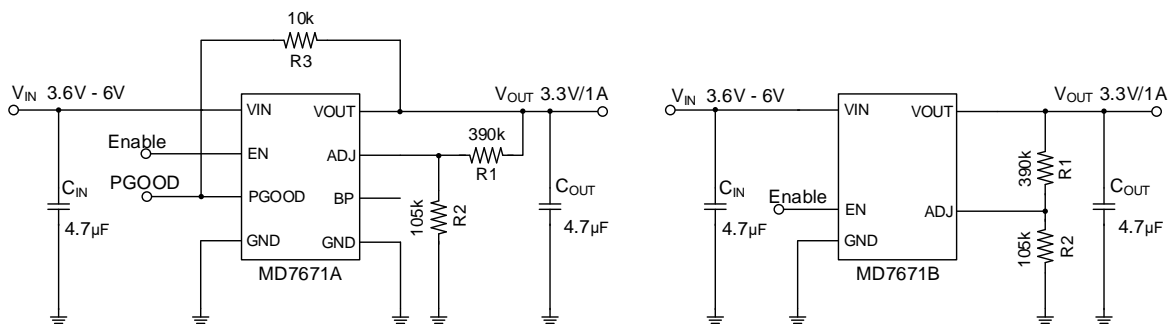 10k
R3
VIN 3.6V - 6V
VOUT 3.3V/1A
VIN
VOUT
390k
R1
Enable
EN
ADJ
PGOOD
PGOOD
BP
CIN
4.7µF
105k
R2
COUT
4.7µF
GND
GND
MD7671A
VIN 3.6V - 6V
VOUT 3.3V/1A
VIN
VOUT
390k
R1
CIN
4.7µF
Enable
EN
ADJ
COUT
4.7µF
GND
105k
R2
MD7671B